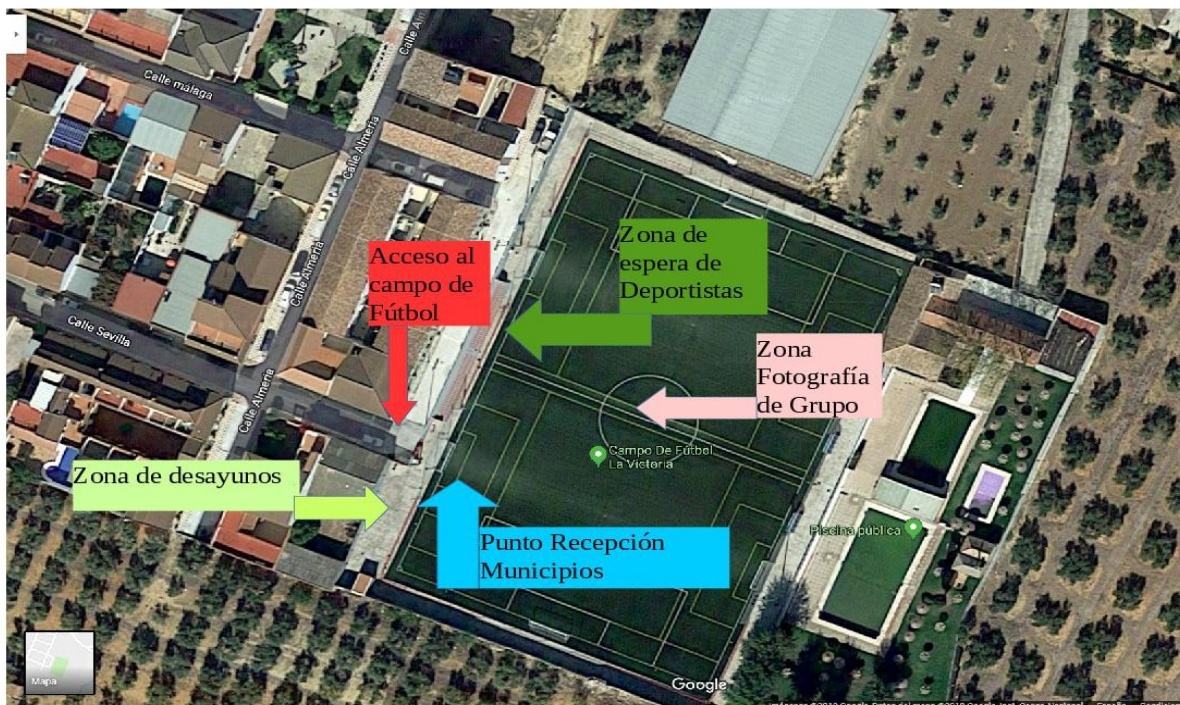 Calle Almería
Calle málaga
Calle Almería
Zona de
espera de
Deportistas
Acceso al
campo de
Fútbol
Calle Almería
Zona
Fotografía
de Grupo
Calle Sevilla
Calle Almería
Campo De Fútbol
La Victoria
Zona de desayunos
Piscina pública
Punto Recepción
Municipios
Mapa
Google